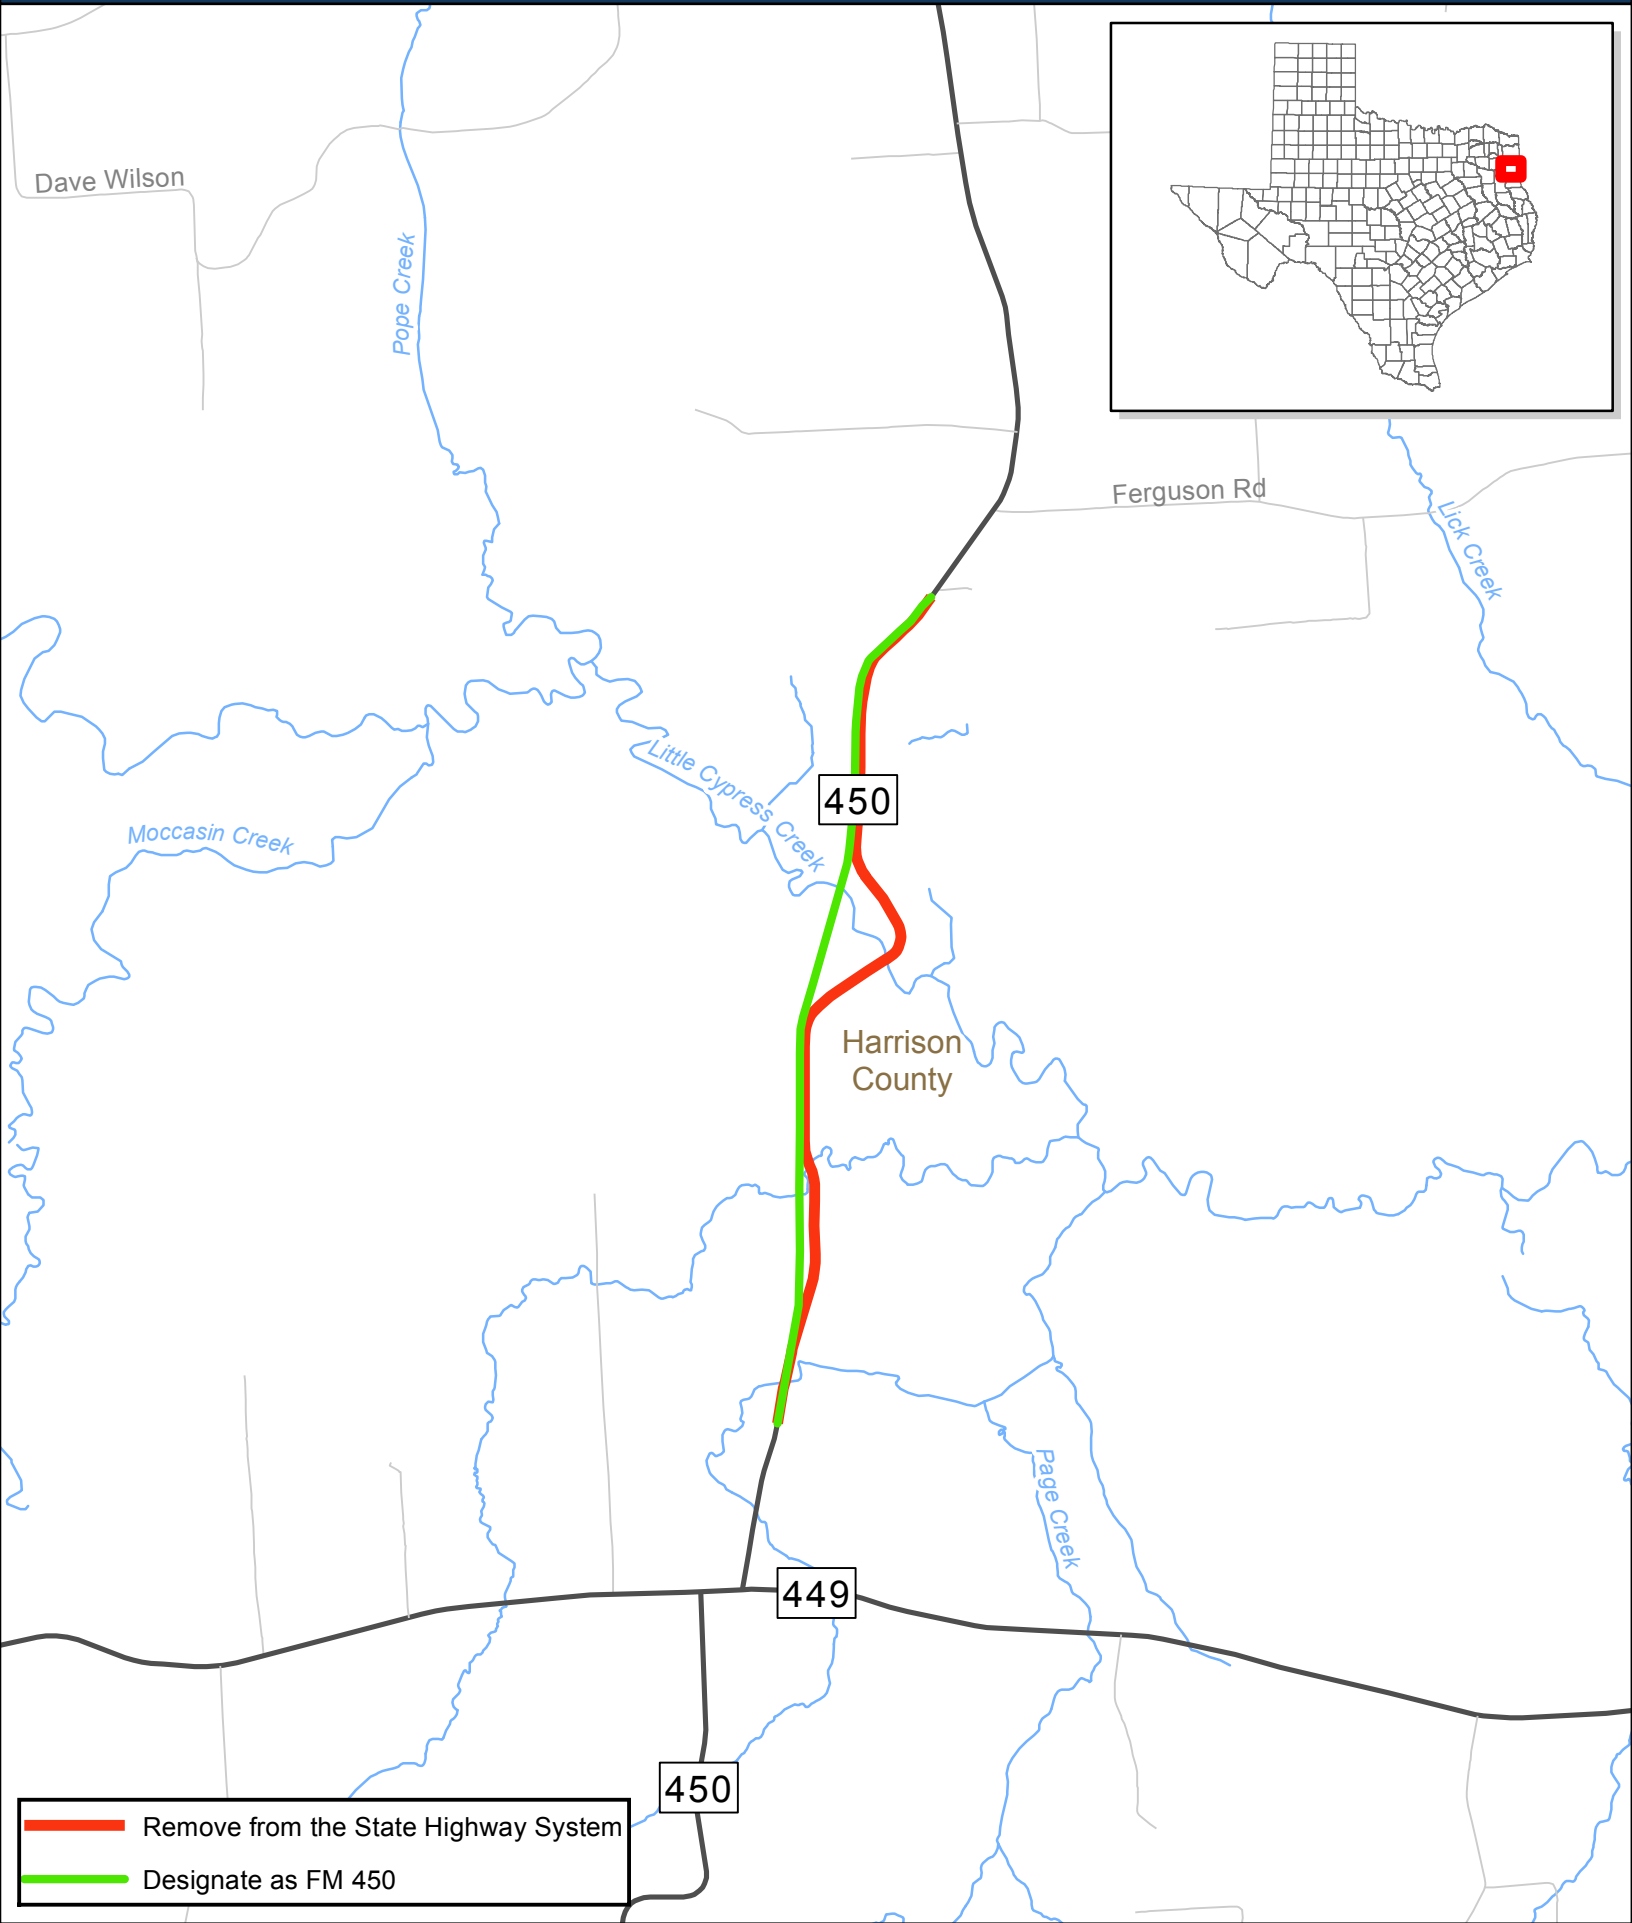 Dave Wilson
Pope Creek
Ferguson Rd
Lick Creek
Little Cypress Creek
450
Moccasin Creek
Harrison
County
Page Creek
449
450
Remove from the State Highway System
Designate as FM 450